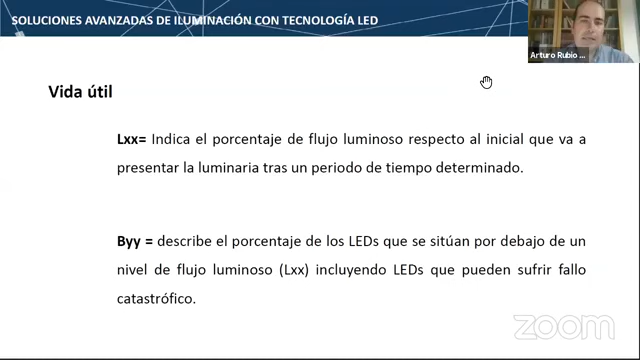 SOLUCIONES AVANZADAS DE ILUMINACIÓN CON TECNOLOGÍA LED
Arturo Rubio ...
Vida útil
Lxx= Indica el porcentaje de flujo luminoso respecto al inicial que va a
presentar la luminaria tras un periodo de tiempo determinado.
Byy = describe el porcentaje de los LEDs que se sitúan por debajo de un
nivel de flujo luminoso (Lxx) incluyendo LEDs que pueden sufrir fallo
catastrófico.
zoom